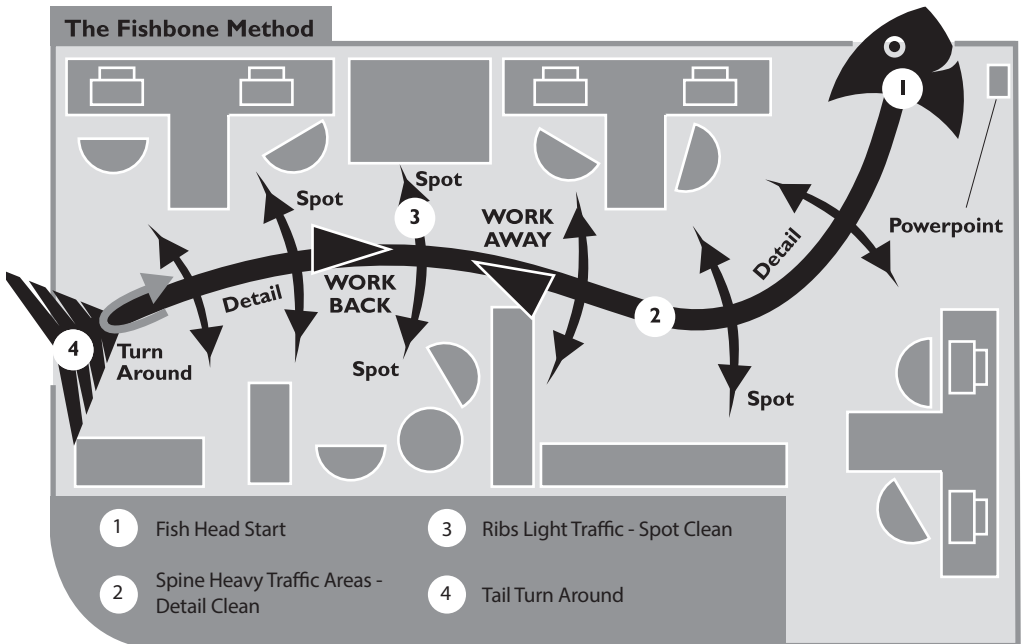 The Fishbone Method
1
Powerpoint
Spot
Spot
3
WORK
AWAY
Detail
Detail
WORK
BACK
2
4
Turn
Around
Spot
Spot
1 Fish Head Start
3 Ribs Light Traffic - Spot Clean
2 Spine Heavy Traffic Areas -
Detail Clean
4 Tail Turn Around